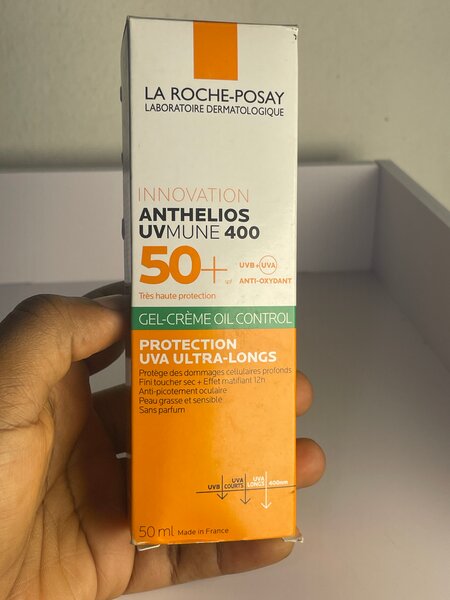 LA ROCHE-POSAY
LABORATOIRE DERMATOLOGIQUE
INNOVATION
ANTHELIOS
UVMUNE 400
50+ spf
UVB+UVA
ANTI-OXYDANT
Très haute protection
GEL-CRÈME OIL CONTROL
PROTECTION
UVA ULTRA-LONGS
Protège des dommages cellulaires profonds
Fini toucher sec + Effet matifiant 12h
Anti-picotement oculaire
Peau grasse et sensible
Sans parfum
UVB
UVA COURTS
UVA LONGS
400nm
50 ml Made in France